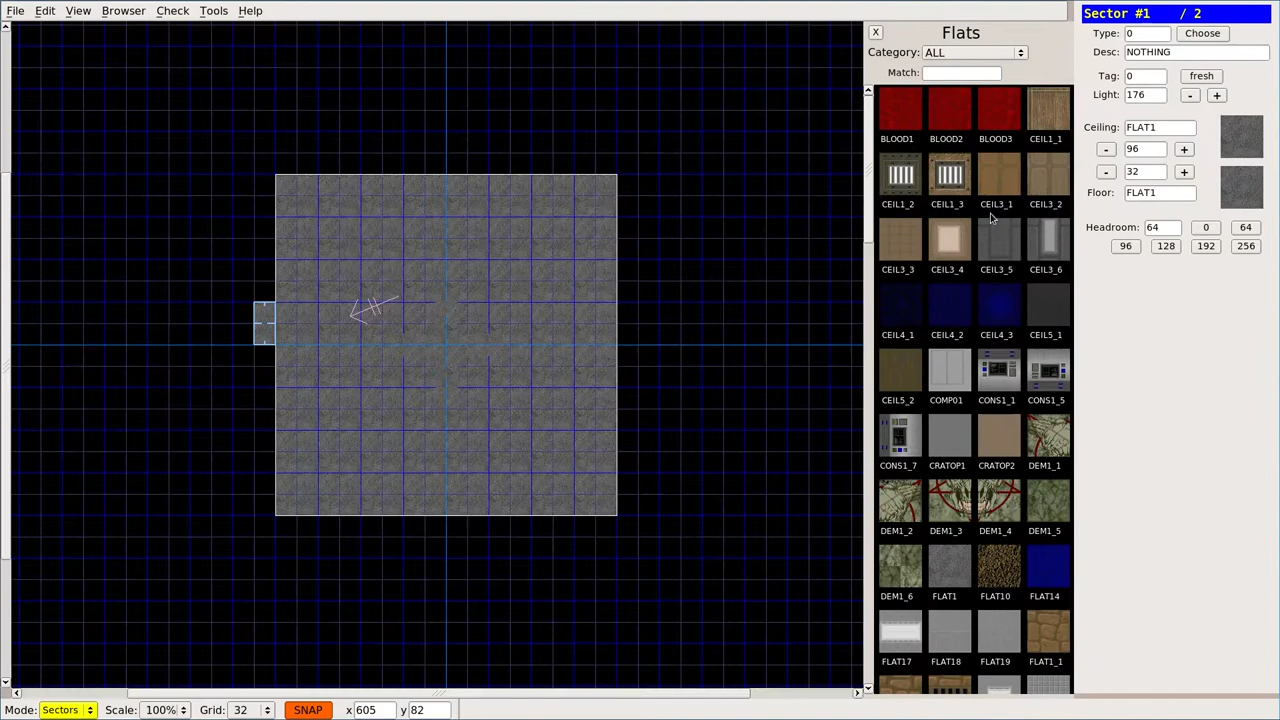 File Edit View Browser Check Tools Help
Sector #1 / 2
X Flats
Category: ALL
Match:
Type: 0 Choose
Desc: NOTHING
Tag: 0 fresh
Light: 176 - +
Ceiling: FLAT1
- 96 +
- 32 +
Floor: FLAT1
Headroom: 64 0 64
96 128 192 256
BLOOD1 BLOOD2 BLOOD3 CEIL1_1
CEIL1_2 CEIL1_3 CEIL3_1 CEIL3_2
CEIL3_3 CEIL3_4 CEIL3_5 CEIL3_6
CEIL4_1 CEIL4_2 CEIL4_3 CEIL5_1
CEIL5_2 COMP01 CONS1_1 CONS1_5
CONS1_7 CRATOP1 CRATOP2 DEM1_1
DEM1_2 DEM1_3 DEM1_4 DEM1_5
DEM1_6 FLAT1 FLAT10 FLAT14
FLAT17 FLAT18 FLAT19 FLAT1_1
Mode: Sectors Scale: 100% Grid: 32 SNAP x 605 y 82